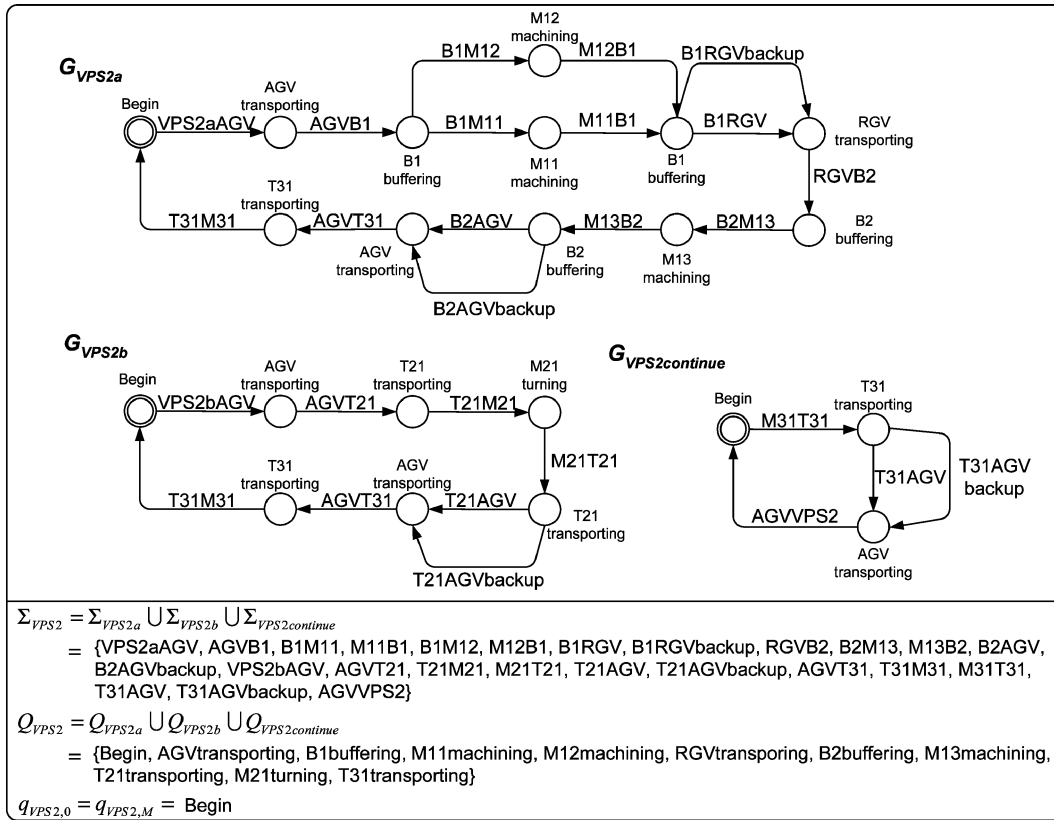 M12
machining
B1M12
M12B1
B1RGVbackup
G_VPS2a
AGV
transporting
Begin
VPS2aAGV
AGVB1
B1M11
M11B1
B1RGV
RGV
transporting
B1
buffering
M11
machining
B1
buffering
RGVB2
T31
transporting
T31M31
AGVT31
B2AGV
M13B2
B2M13
B2
buffering
AGV
transporting
B2
buffering
M13
machining
B2AGVbackup
G_VPS2b
G_VPS2continue
Begin
AGV
transporting
T21
transporting
M21
turning
VPS2bAGV
AGVT21
T21M21
M21T21
T31
transporting
AGV
transporting
T31M31
AGVT31
T21AGV
T21
transporting
T21AGVbackup
Begin
T31
transporting
M31T31
T31AGV
T31AGV
backup
AGVVPS2
AGV
transporting
Σ_VPS2 = Σ_VPS2a ∪ Σ_VPS2b ∪ Σ_VPS2continue
= {VPS2aAGV, AGVB1, B1M11, M11B1, B1M12, M12B1, B1RGV, B1RGVbackup, RGVB2, B2M13, M13B2, B2AGV,
B2AGVbackup, VPS2bAGV, AGVT21, T21M21, M21T21, T21AGV, T21AGVbackup, AGVT31, T31M31, M31T31,
T31AGV, T31AGVbackup, AGVVPS2}
Q_VPS2 = Q_VPS2a ∪ Q_VPS2b ∪ Q_VPS2continue
= {Begin, AGVtransporting, B1buffering, M11machining, M12machining, RGVtransporing, B2buffering, M13machining,
T21transporting, M21turning, T31transporting}
q_VPS2,0 = q_VPS2,M = Begin